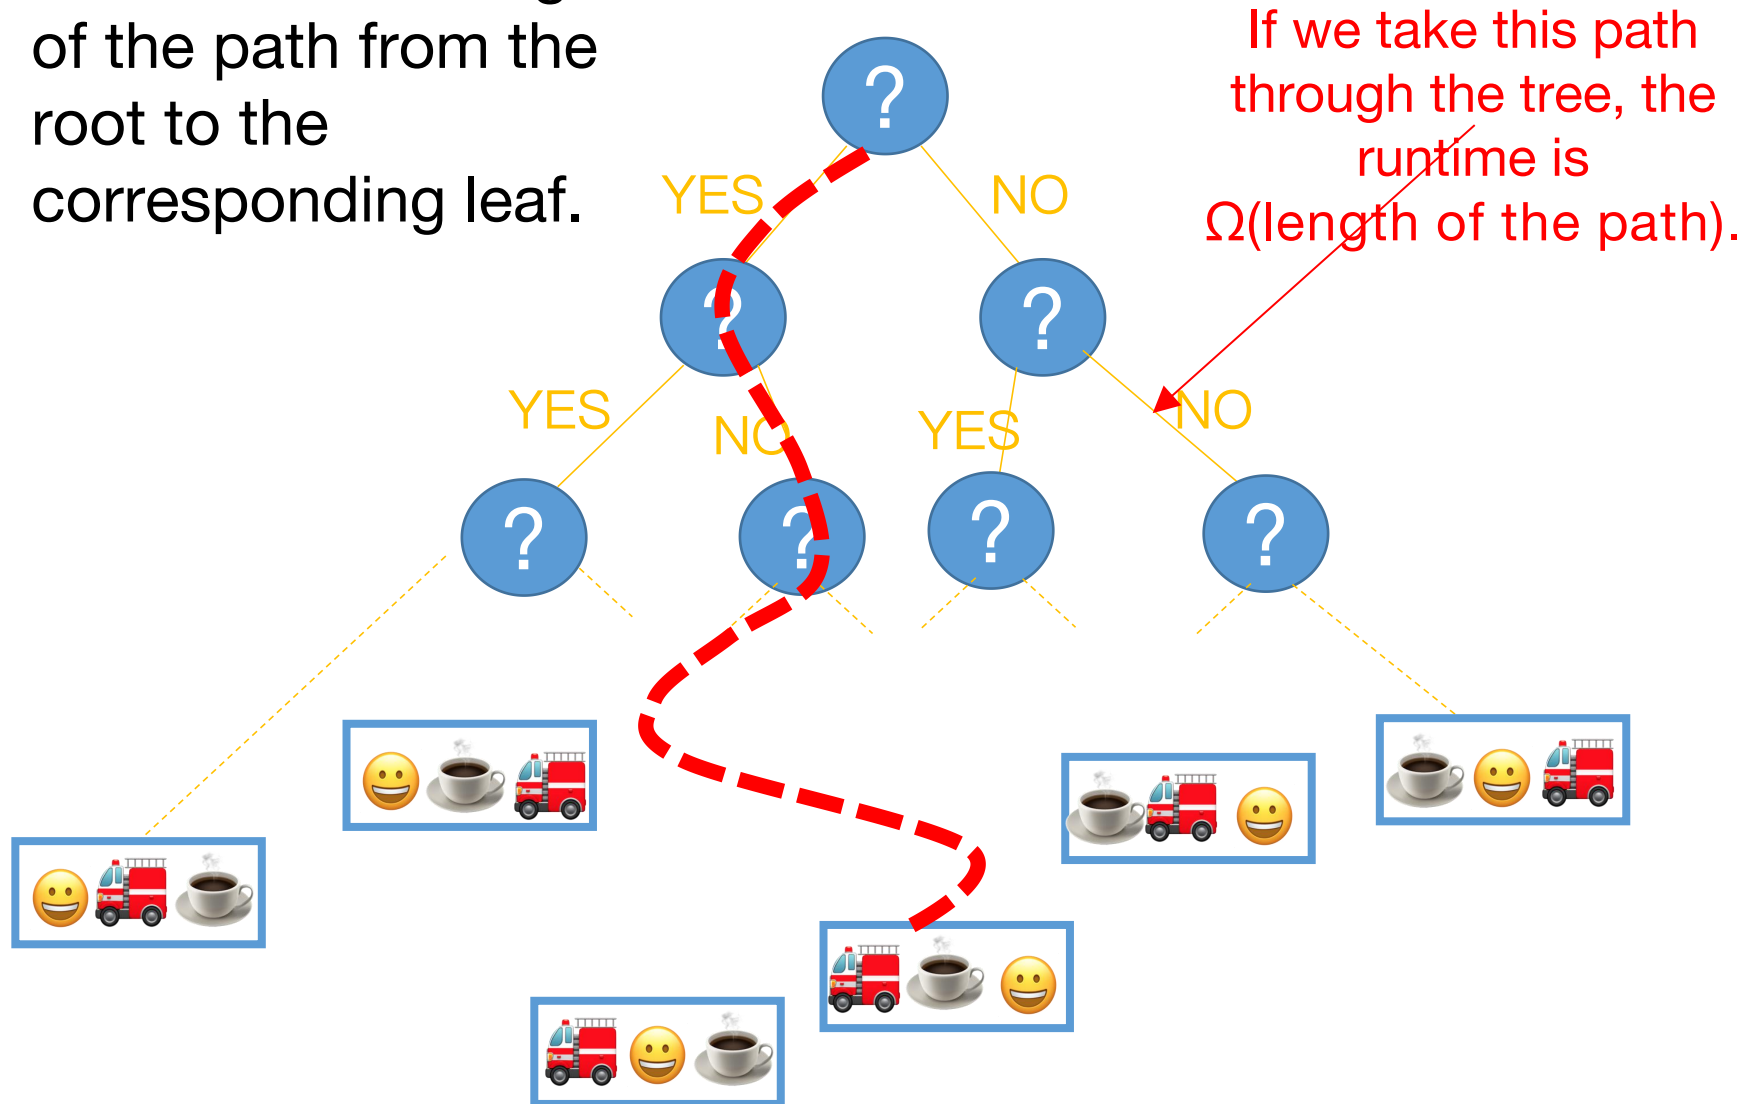 of the path from the
root to the
corresponding leaf.
If we take this path
through the tree, the
runtime is
Ω(length of the path).
?
YES
NO
?
?
YES
NO
YES
NO
?
?
?
?